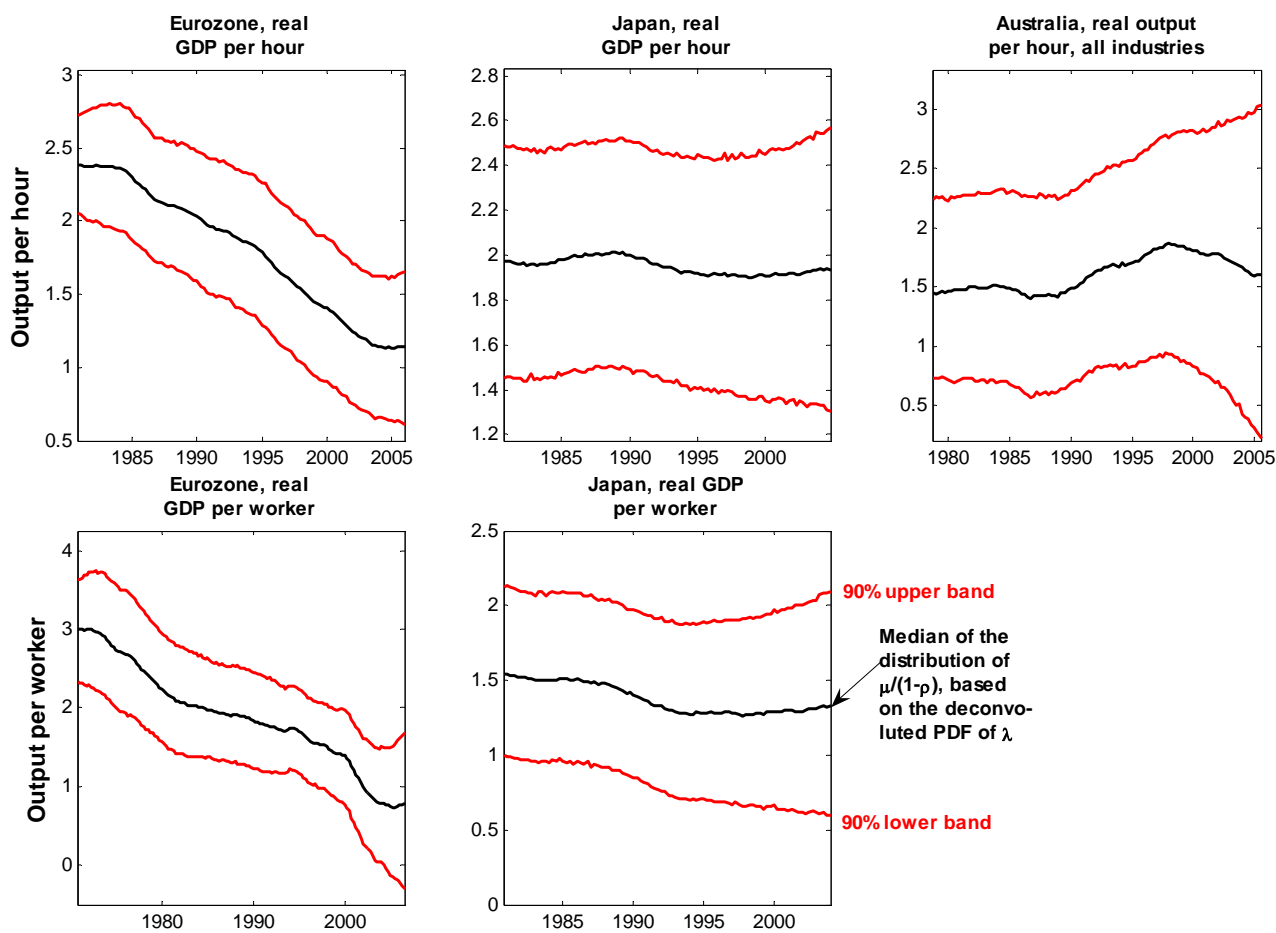 Eurozone, real
GDP per hour
Japan, real
GDP per hour
Australia, real output
per hour, all industries
Output per hour
3
2.5
2
1.5
1
0.5
1985
1990
1995
2000
2005
2.8
2.6
2.4
2.2
2
1.8
1.6
1.4
1.2
1985
1990
1995
2000
3
2.5
2
1.5
1
0.5
1980
1985
1990
1995
2000
2005
Eurozone, real
GDP per worker
Japan, real GDP
per worker
Output per worker
4
3
2
1
0
1980
1990
2000
2.5
2
1.5
1
0.5
0
1985
1990
1995
2000
90% upper band
Median of the
distribution of
μ/(1-ρ), based
on the deconvo-
luted PDF of λ
90% lower band